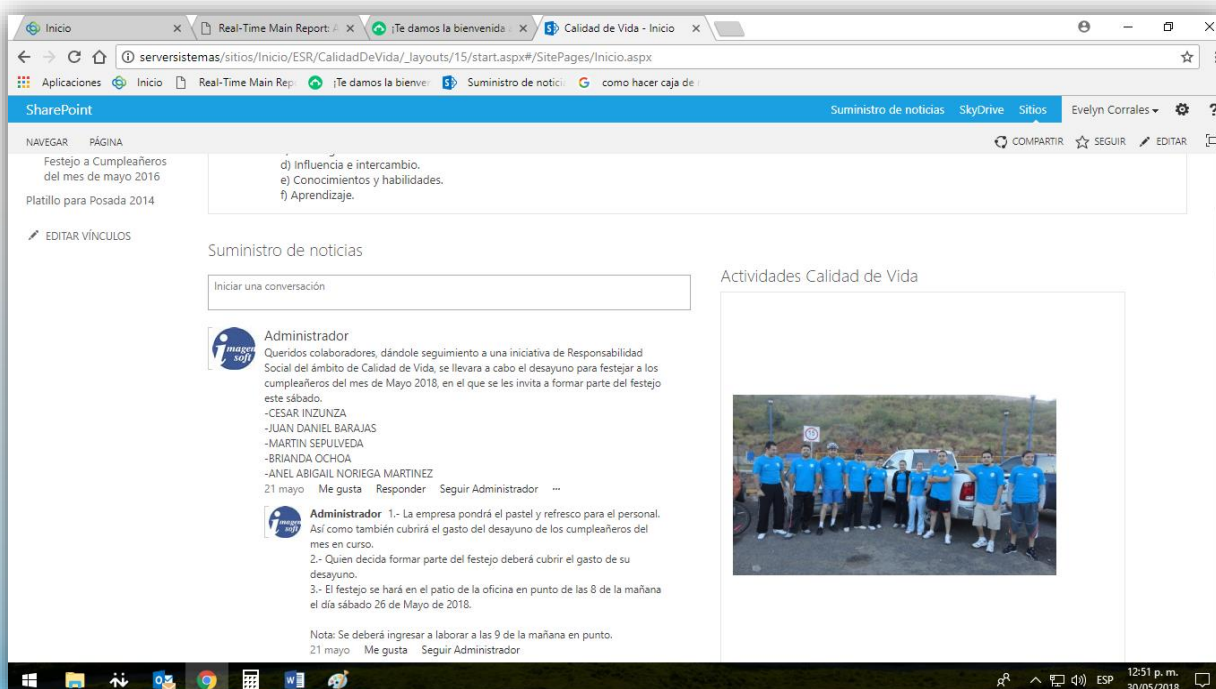 Inicio
Real-Time Main Report: A
¡Te damos la bienvenida a
Calidad de Vida - Inicio
serversistemas/sitios/Inicio/ESR/CalidadDeVida/_layouts/15/start.aspx#/SitePages/Inicio.aspx
Aplicaciones Inicio Real-Time Main Rep ¡Te damos la bienver Suministro de notici como hacer caja de
SharePoint
Suministro de noticias SkyDrive Sitios Evelyn Corrales ?
NAVEGAR PÁGINA
COMPARTIR SEGUIR EDITAR
Festejo a Cumpleañeros
del mes de mayo 2016
Platillo para Posada 2014
EDITAR VÍNCULOS
d) Influencia e intercambio.
e) Conocimientos y habilidades.
f) Aprendizaje.
Suministro de noticias
Iniciar una conversación
imagen
soft
Administrador
Queridos colaboradores, dándole seguimiento a una iniciativa de Responsabilidad
Social del ámbito de Calidad de Vida, se llevara a cabo el desayuno para festejar a los
cumpleañeros del mes de Mayo 2018, en el que se les invita a formar parte del festejo
este sábado.
-CESAR INZUNZA
-JUAN DANIEL BARAJAS
-MARTIN SEPULVEDA
-BRIANDA OCHOA
-ANEL ABIGAIL NORIEGA MARTINEZ
21 mayo Me gusta Responder Seguir Administrador ···
imagen
soft
Administrador 1.- La empresa pondrá el pastel y refresco para el personal.
Así como también cubrirá el gasto del desayuno de los cumpleañeros del
mes en curso.
2.- Quien decida formar parte del festejo deberá cubrir el gasto de su
desayuno.
3.- El festejo se hará en el patio de la oficina en punto de las 8 de la mañana
el día sábado 26 de Mayo de 2018.
Nota: Se deberá ingresar a laborar a las 9 de la mañana en punto.
21 mayo Me gusta Seguir Administrador
Actividades Calidad de Vida
ESP
12:51 p. m.
30/05/2018